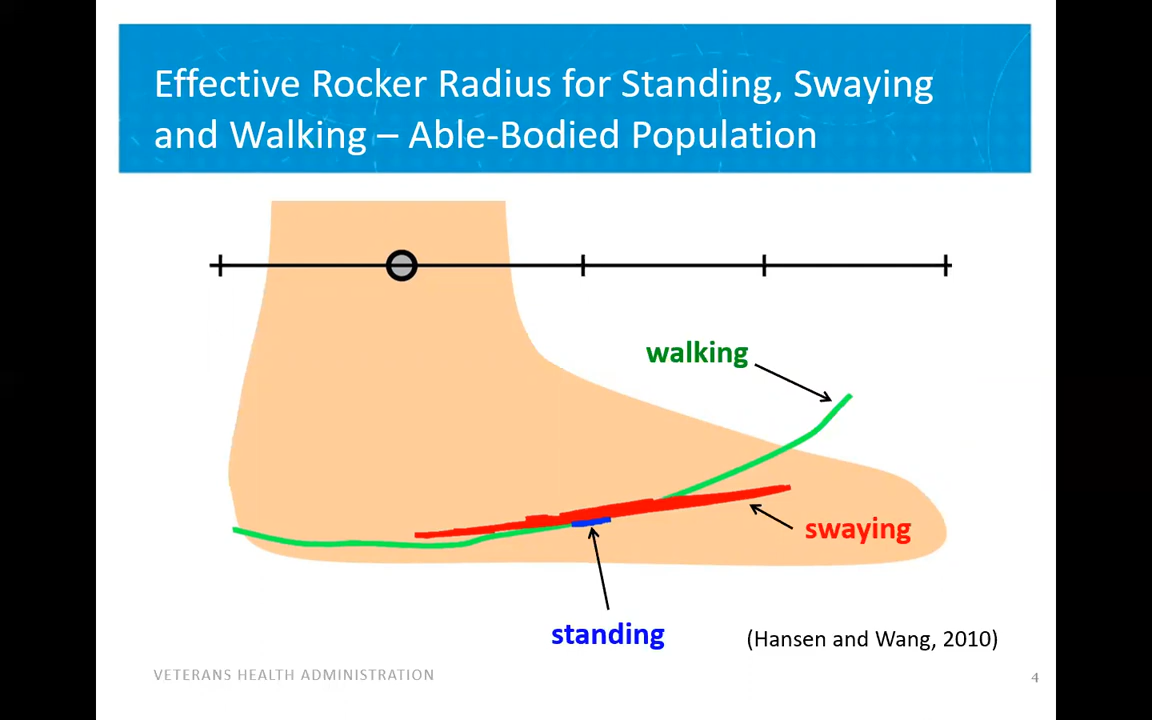 Effective Rocker Radius for Standing, Swaying
and Walking – Able-Bodied Population
walking
swaying
standing
(Hansen and Wang, 2010)
VETERANS HEALTH ADMINISTRATION
4